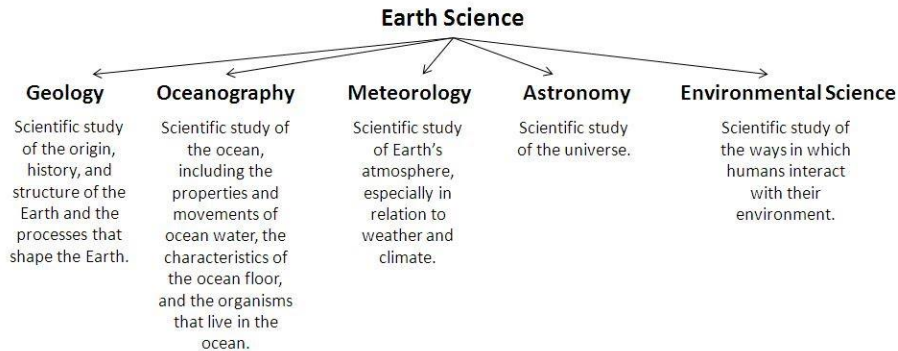 Earth Science
Geology
Scientific study
of the origin,
history, and
structure of the
Earth and the
processes that
shape the Earth.
Oceanography
Scientific study of
the ocean,
including the
properties and
movements of
ocean water, the
characteristics of
the ocean floor,
and the organisms
that live in the
ocean.
Meteorology
Scientific study
of Earth's
atmosphere,
especially in
relation to
weather and
climate.
Astronomy
Scientific study
of the universe.
Environmental Science
Scientific study of
the ways in which
humans interact
with their
environment.